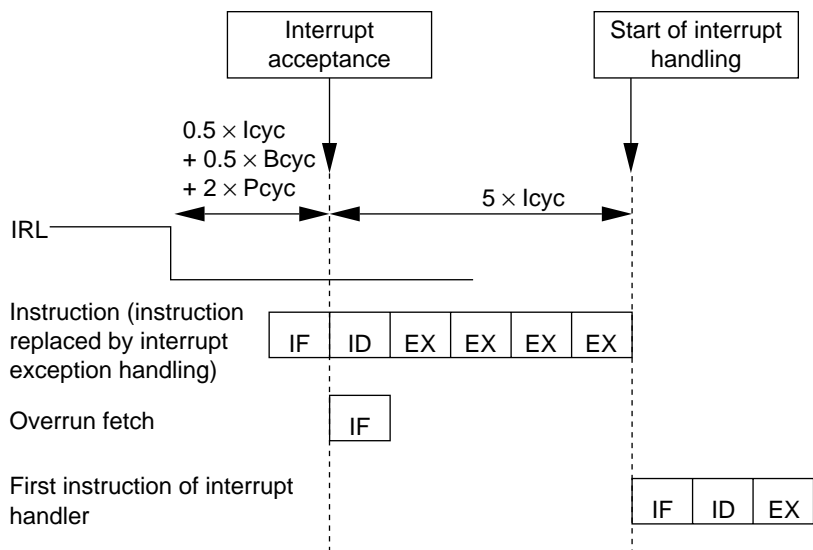 Interrupt
acceptance
Start of interrupt
handling
0.5 × Icyc
+ 0.5 × Bcyc
+ 2 × Pcyc
5 × Icyc
IRL
Instruction (instruction
replaced by interrupt
exception handling)
IF ID EX EX EX EX
Overrun fetch
IF
First instruction of interrupt
handler
IF ID EX